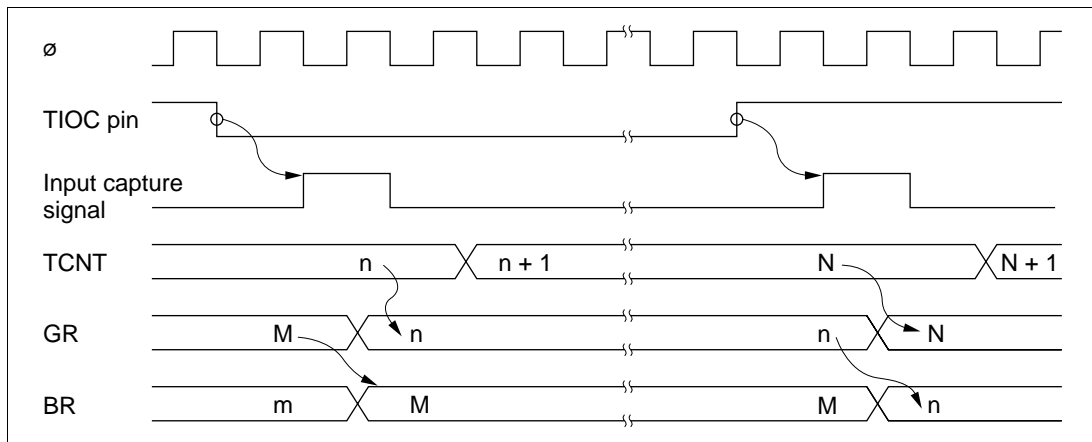 ø
TIOC pin
Input capture
signal
TCNT n n + 1 N N + 1
GR M n n N
BR m M M n